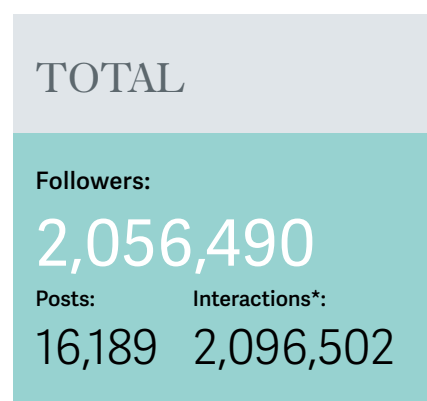 TOTAL
Followers:
2,056,490
Posts: Interactions*:
16,189 2,096,502